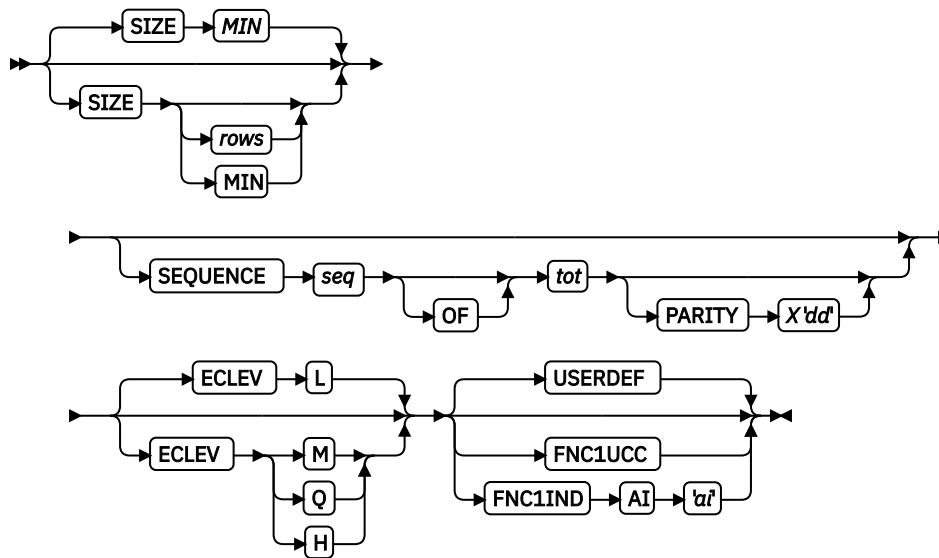 SIZE MIN
SIZE
rows
MIN
SEQUENCE seq tot
OF PARITY X'dd'
ECLEV L USERDEF
ECLEV M FNC1UCC
Q FNC1IND AI 'ai'
H